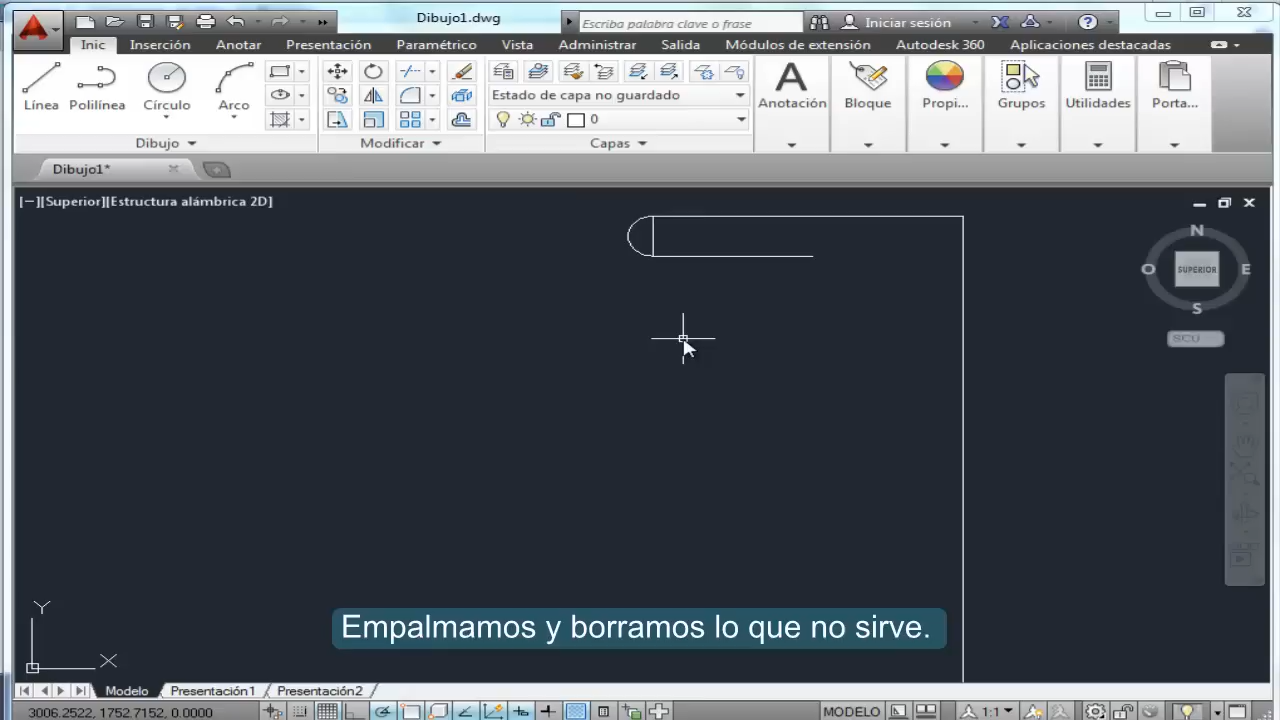 Dibujo1.dwg
Escriba palabra clave o frase
Iniciar sesión
Inic
Inserción
Anotar
Presentación
Paramétrico
Vista
Administrar
Salida
Módulos de extensión
Autodesk 360
Aplicaciones destacadas
Línea
Polilínea
Círculo
Arco
Estado de capa no guardado
0
Anotación
Bloque
Propi...
Grupos
Utilidades
Porta...
Dibujo
Modificar
Capas
Dibujo1*
[−][Superior][Estructura alámbrica 2D]
N
O
SUPERIOR
E
S
SCU
Y
X
Empalmamos y borramos lo que no sirve.
Modelo
Presentación1
Presentación2
3006.2522, 1752.7152, 0.0000
MODELO
1:1